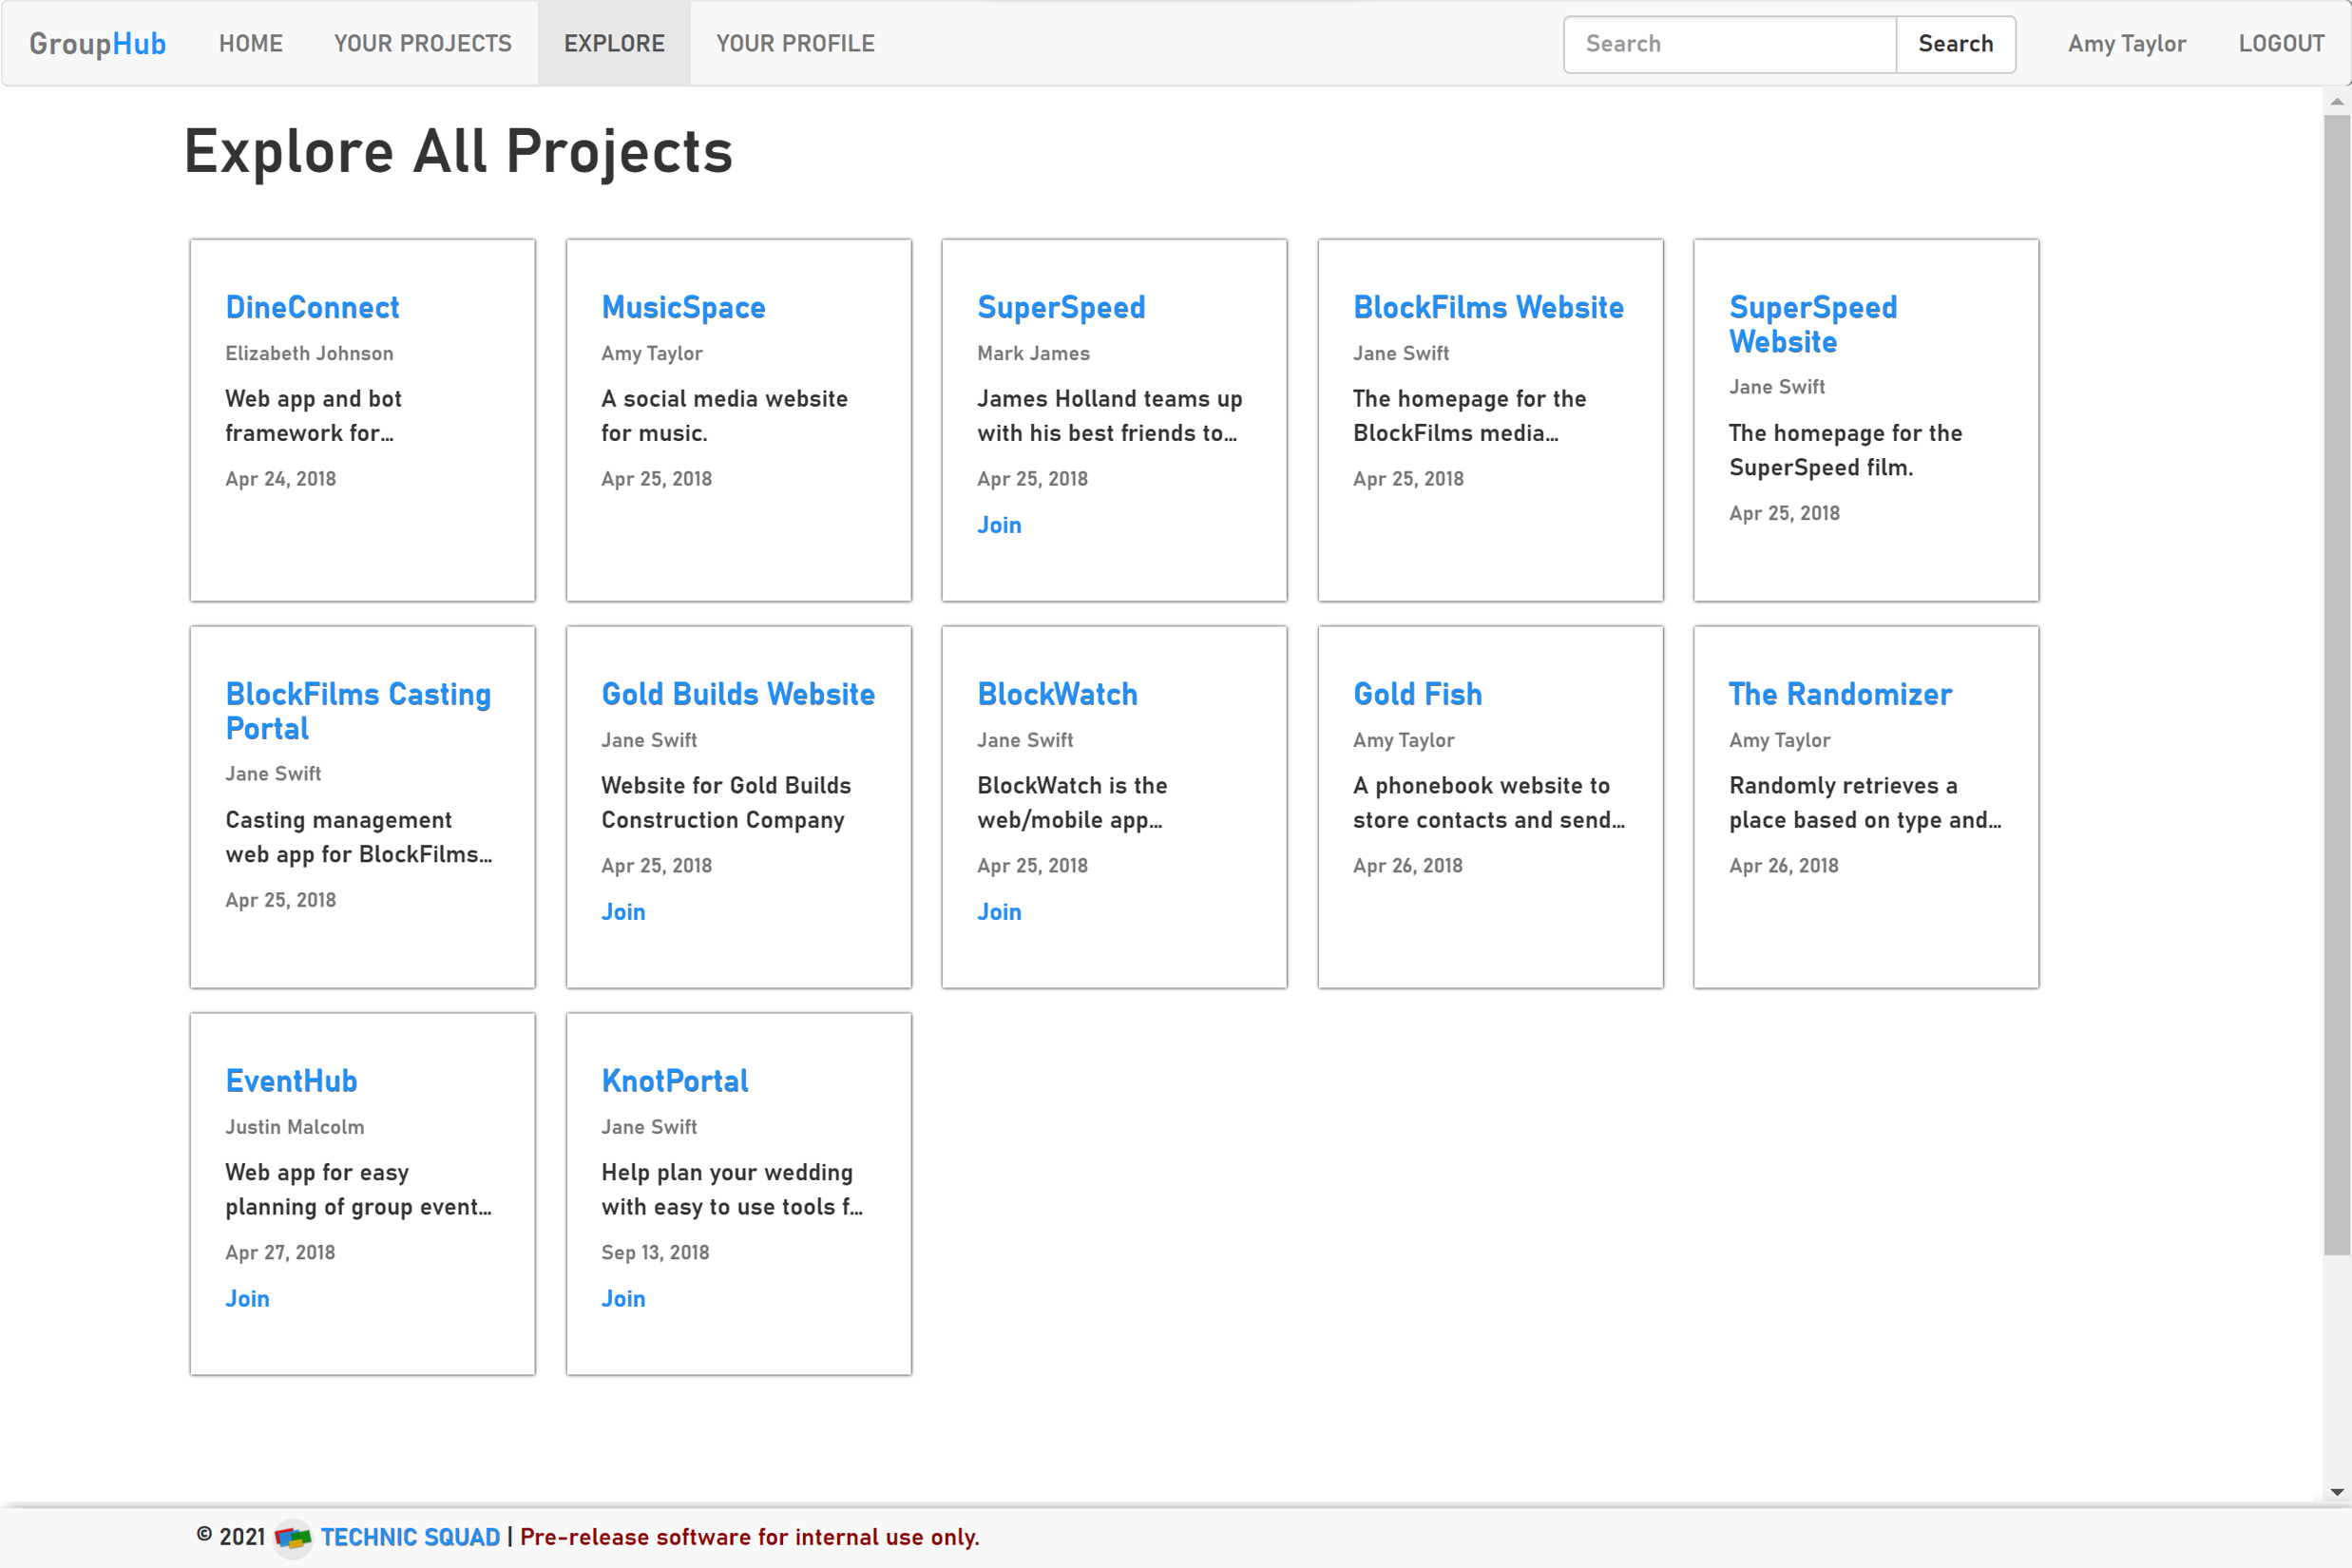 GroupHub HOME YOUR PROJECTS EXPLORE YOUR PROFILE Search Search Amy Taylor LOGOUT
Explore All Projects
DineConnect
Elizabeth Johnson
Web app and bot
framework for...
Apr 24, 2018
MusicSpace
Amy Taylor
A social media website
for music.
Apr 25, 2018
SuperSpeed
Mark James
James Holland teams up
with his best friends to...
Apr 25, 2018
Join
BlockFilms Website
Jane Swift
The homepage for the
BlockFilms media...
Apr 25, 2018
SuperSpeed
Website
Jane Swift
The homepage for the
SuperSpeed film.
Apr 25, 2018
BlockFilms Casting
Portal
Jane Swift
Casting management
web app for BlockFilms...
Apr 25, 2018
Gold Builds Website
Jane Swift
Website for Gold Builds
Construction Company
Apr 25, 2018
Join
BlockWatch
Jane Swift
BlockWatch is the
web/mobile app...
Apr 25, 2018
Join
Gold Fish
Amy Taylor
A phonebook website to
store contacts and send...
Apr 26, 2018
The Randomizer
Amy Taylor
Randomly retrieves a
place based on type and...
Apr 26, 2018
EventHub
Justin Malcolm
Web app for easy
planning of group event...
Apr 27, 2018
Join
KnotPortal
Jane Swift
Help plan your wedding
with easy to use tools f...
Sep 13, 2018
Join
© 2021 TECHNIC SQUAD | Pre-release software for internal use only.